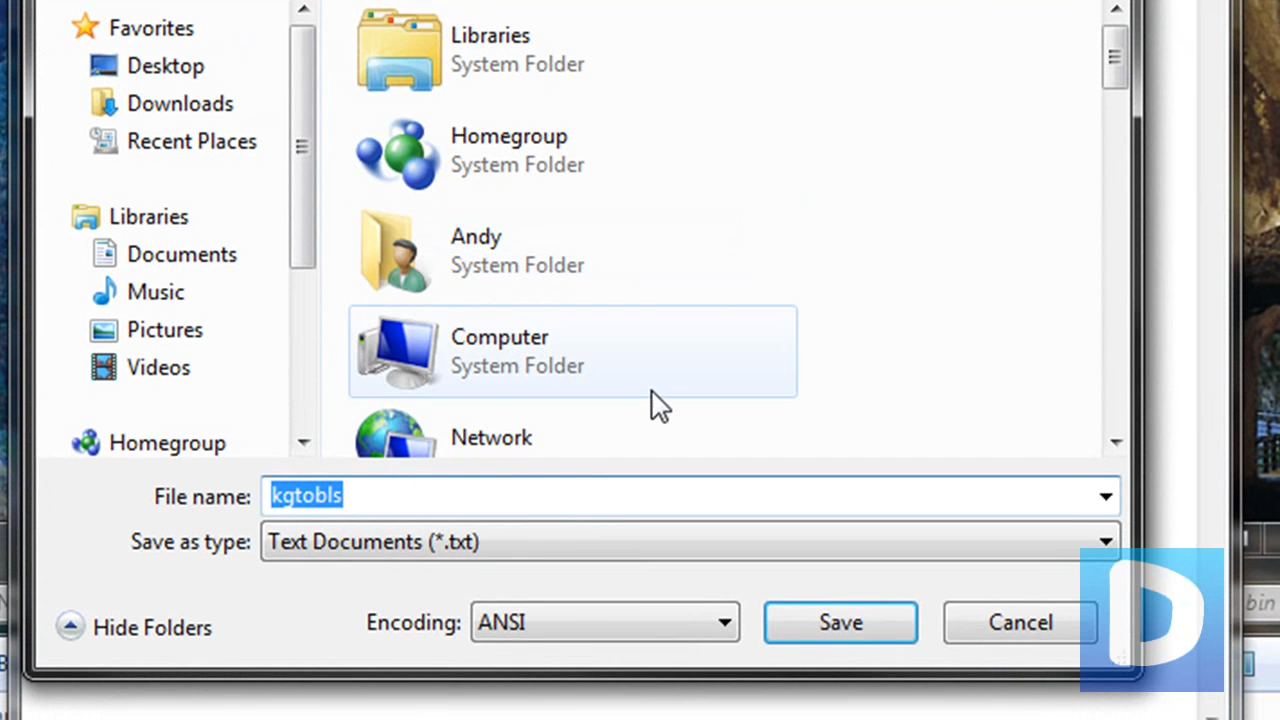 Favorites
Desktop
Downloads
Recent Places
Libraries
Documents
Music
Pictures
Videos
Homegroup
Libraries
System Folder
Homegroup
System Folder
Andy
System Folder
Computer
System Folder
Network
File name: kgtobls
Save as type: Text Documents (*.txt)
Hide Folders
Encoding: ANSI
Save
Cancel
D
bin